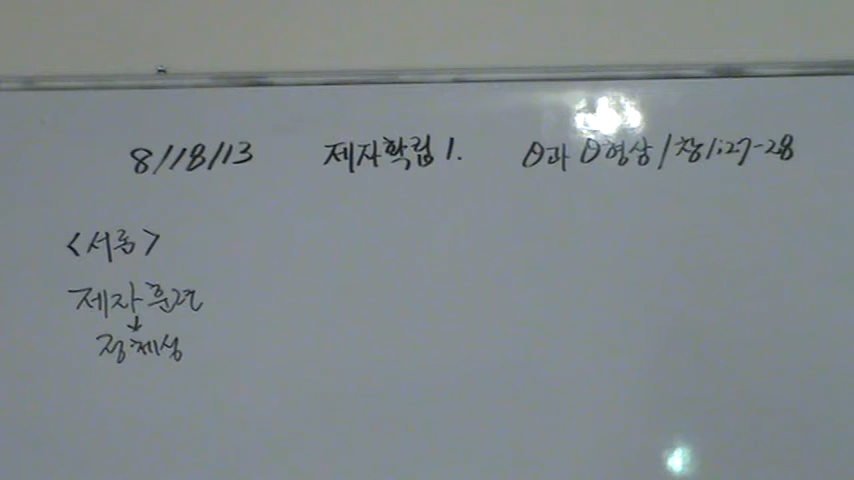 8/18/13 제자학립 1. θ과 θ형상 / 창1:27-28
<서론>
제자훈련
↓
정체성